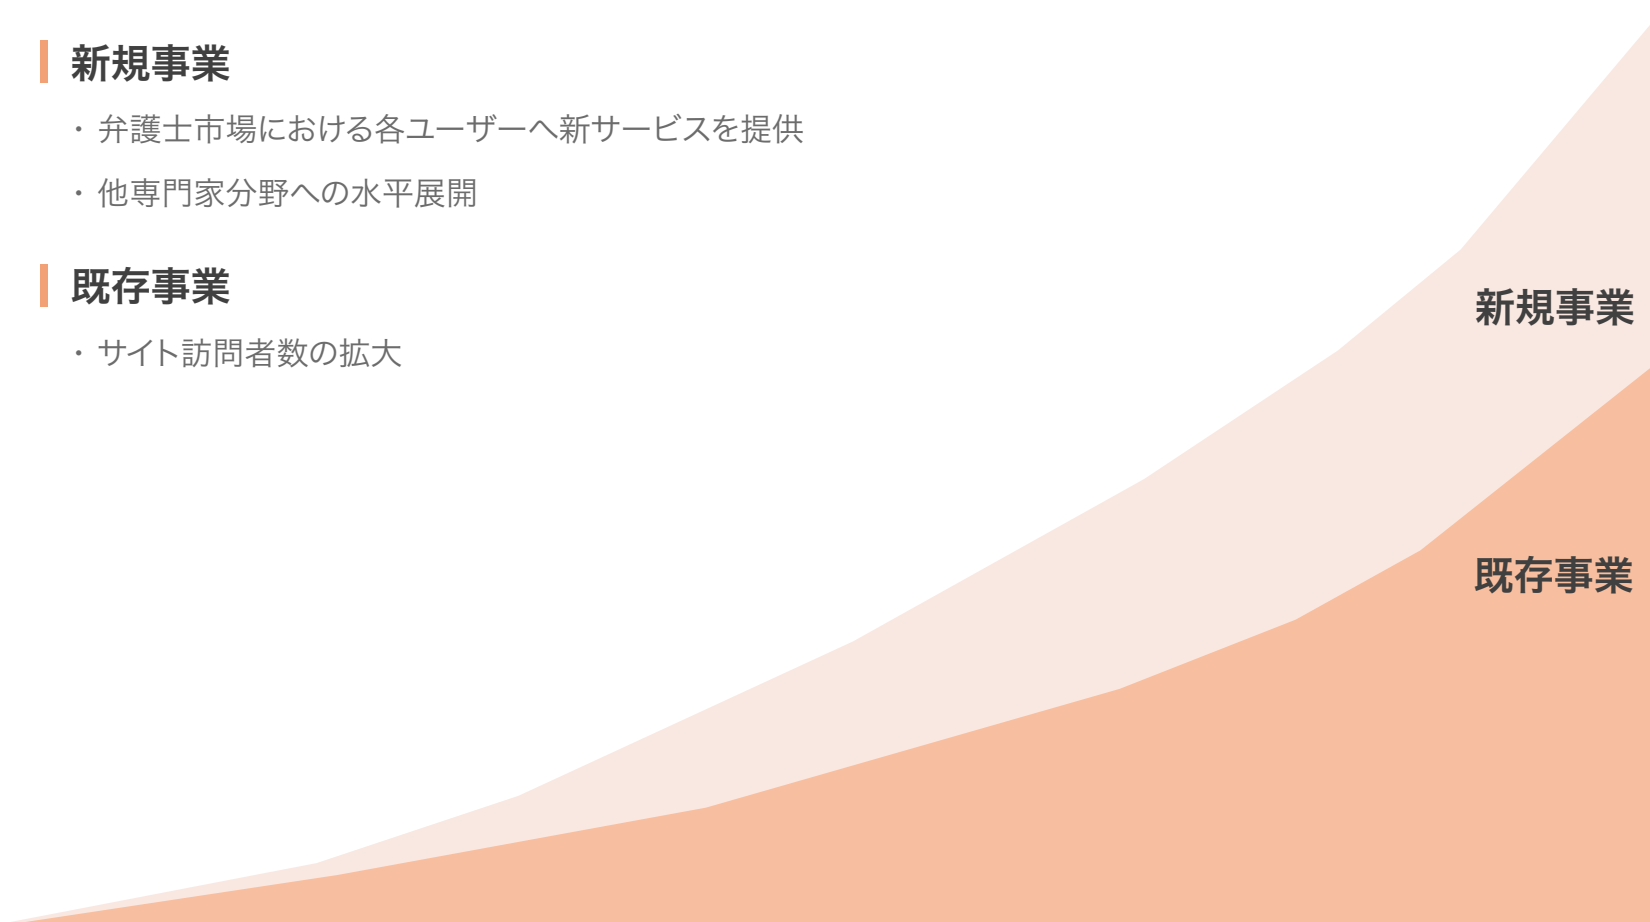 新規事業
・弁護士市場における各ユーザーへ新サービスを提供
・他専門家分野への水平展開
既存事業
・サイト訪問者数の拡大
新規事業
既存事業